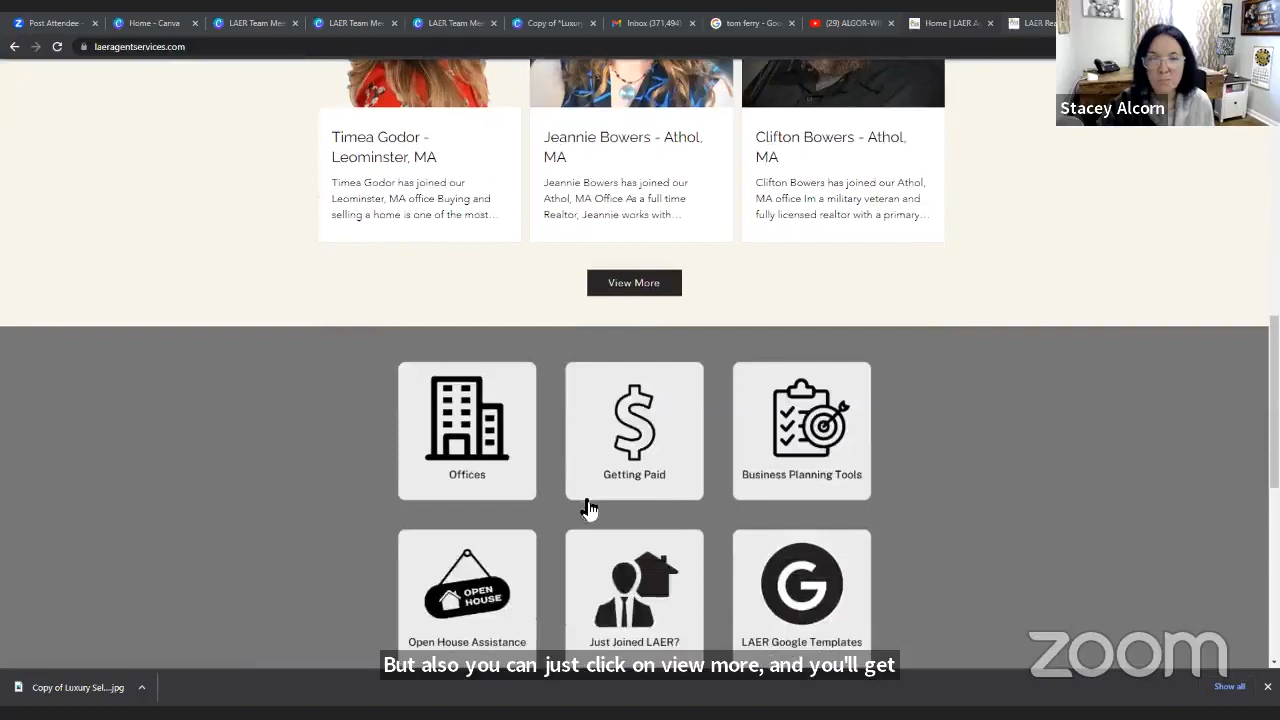 Post Attendee -
Home - Canva
LAER Team Me
LAER Team Me
LAER Team Me
Copy of "Luxury
Inbox (371,494)
tom ferry - Goo
(29) ALGOR-WI
Home | LAER A
LAER Rea
laeragentservices.com
Stacey Alcorn
Timea Godor -
Leominster, MA
Timea Godor has joined our
Leominster, MA office Buying and
selling a home is one of the most...
Jeannie Bowers - Athol,
MA
Jeannie Bowers has joined our
Athol, MA Office As a full time
Realtor, Jeannie works with...
Clifton Bowers - Athol,
MA
Clifton Bowers has joined our Athol,
MA office Im a military veteran and
fully licensed realtor with a primary...
View More
Offices
Getting Paid
Business Planning Tools
OPEN
HOUSE
Open House Assistance
Just Joined LAER?
G
LAER Google Templates
But also you can just click on view more, and you'll get
zoom
Copy of Luxury Sel....jpg
Show all